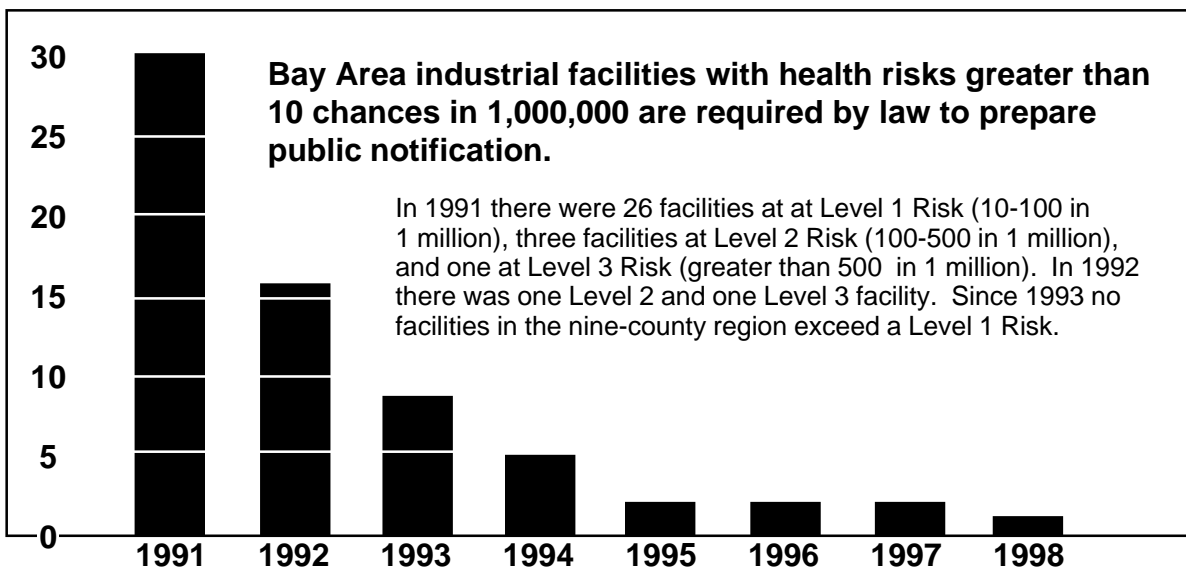 30
25
20
15
10
5
0
Bay Area industrial facilities with health risks greater than
10 chances in 1,000,000 are required by law to prepare
public notification.
In 1991 there were 26 facilities at at Level 1 Risk (10-100 in
1 million), three facilities at Level 2 Risk (100-500 in 1 million),
and one at Level 3 Risk (greater than 500 in 1 million). In 1992
there was one Level 2 and one Level 3 facility. Since 1993 no
facilities in the nine-county region exceed a Level 1 Risk.
1991 1992 1993 1994 1995 1996 1997 1998